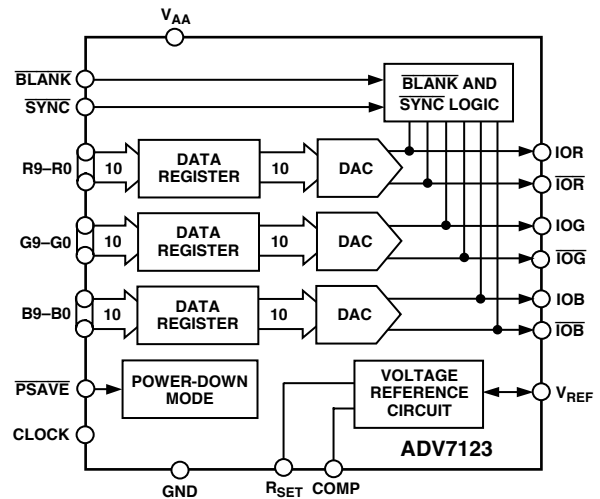 VAA
BLANK
SYNC
BLANK AND
SYNC LOGIC
R9–R0
10
DATA
REGISTER
10
DAC
IOR
IOR
G9–G0
10
DATA
REGISTER
10
DAC
IOG
IOG
B9–B0
10
DATA
REGISTER
10
DAC
IOB
IOB
PSAVE
POWER-DOWN
MODE
VOLTAGE
REFERENCE
CIRCUIT
VREF
CLOCK
ADV7123
GND
RSET
COMP